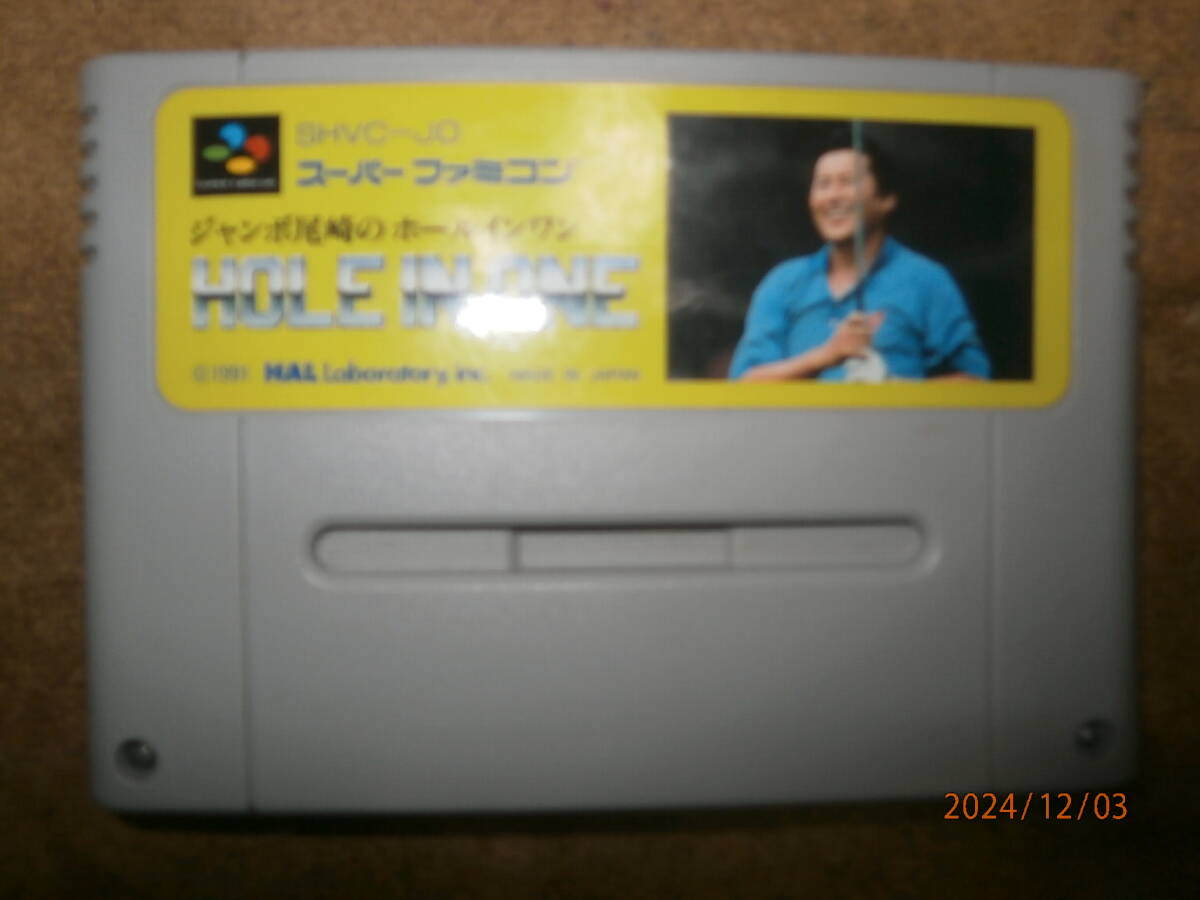 SHVC-JO
スーパーファミコン
ジャンボ尾崎のホールインワン
HOLE IN ONE
©1991 HAL Laboratory, Inc. MADE IN JAPAN
2024/12/03